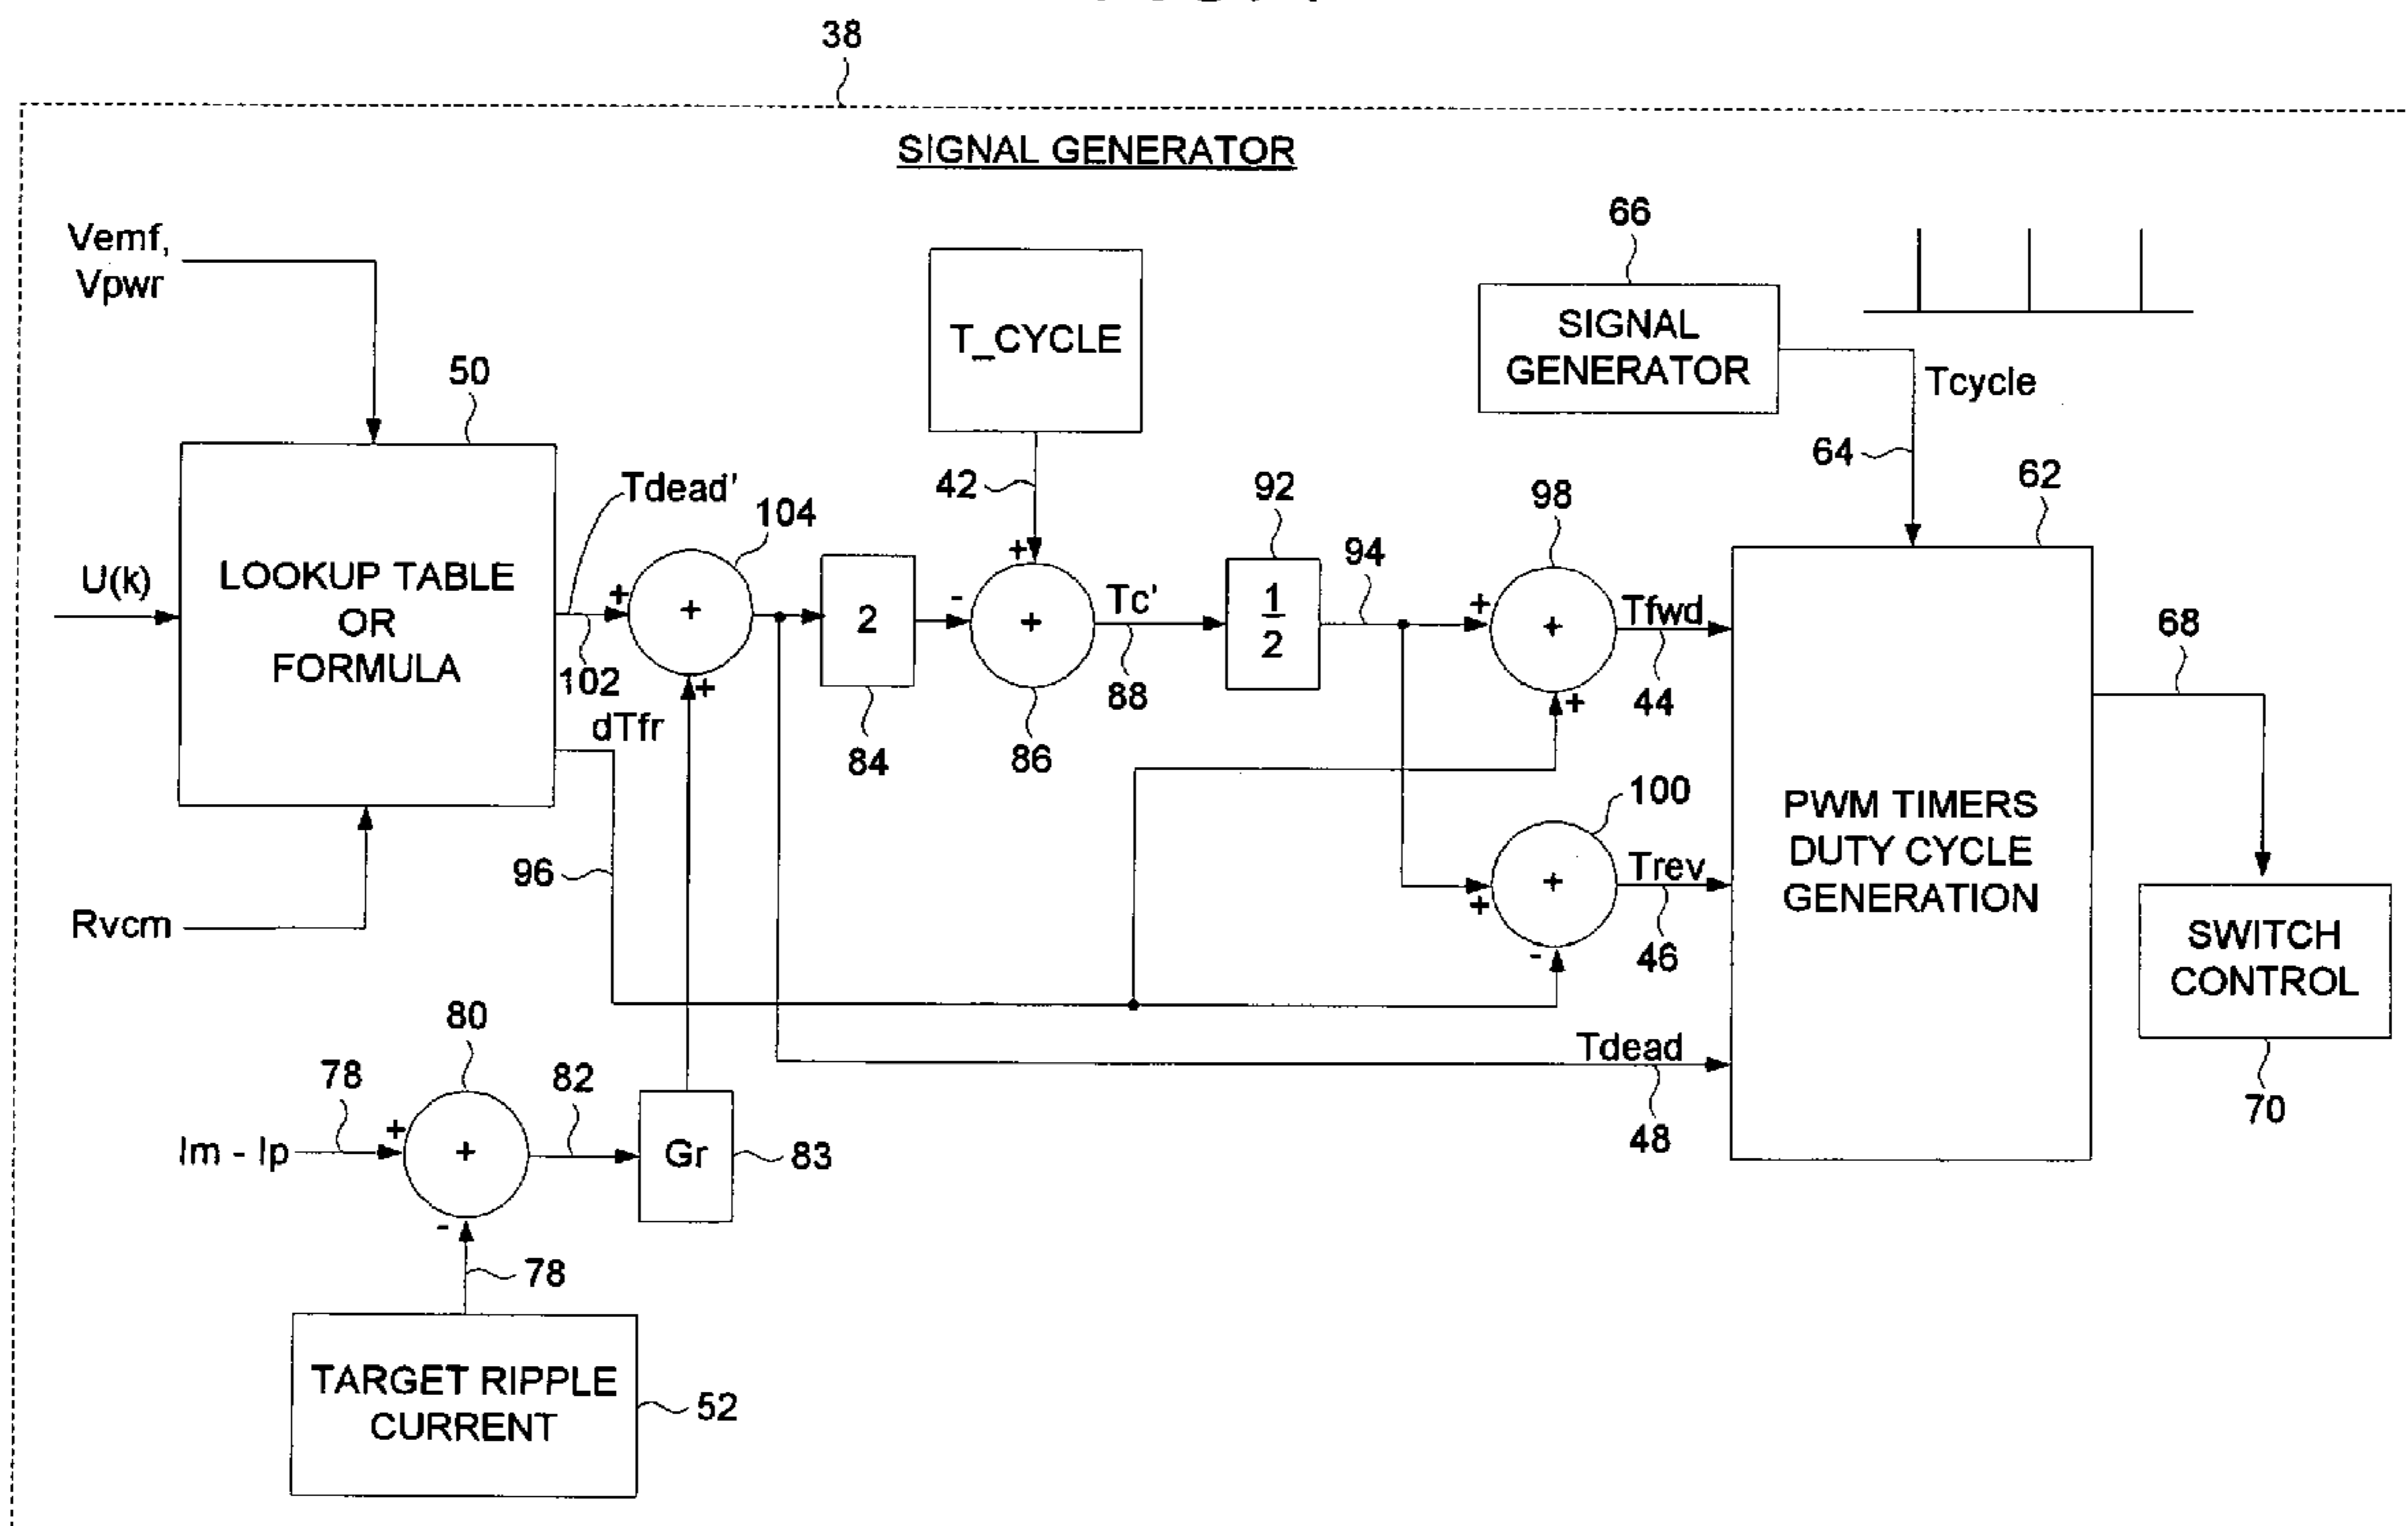 38
SIGNAL GENERATOR
Vemf,
Vpwr
66
T_CYCLE
SIGNAL
GENERATOR
Tcycle
50
64
62
42
92
98
Tdead'
104
94
U(k)
LOOKUP TABLE
OR
FORMULA
+
+
2
-
+
+
Tc'
1
2
+
+
Tfwd
68
102
+
88
+
44
dTfr
84
86
100
96
PWM TIMERS
DUTY CYCLE
GENERATION
+
Trev
+
Rvcm
-
46
SWITCH
CONTROL
80
Tdead
78
82
70
Im - Ip
+
+
Gr
83
48
-
78
TARGET RIPPLE
CURRENT
52